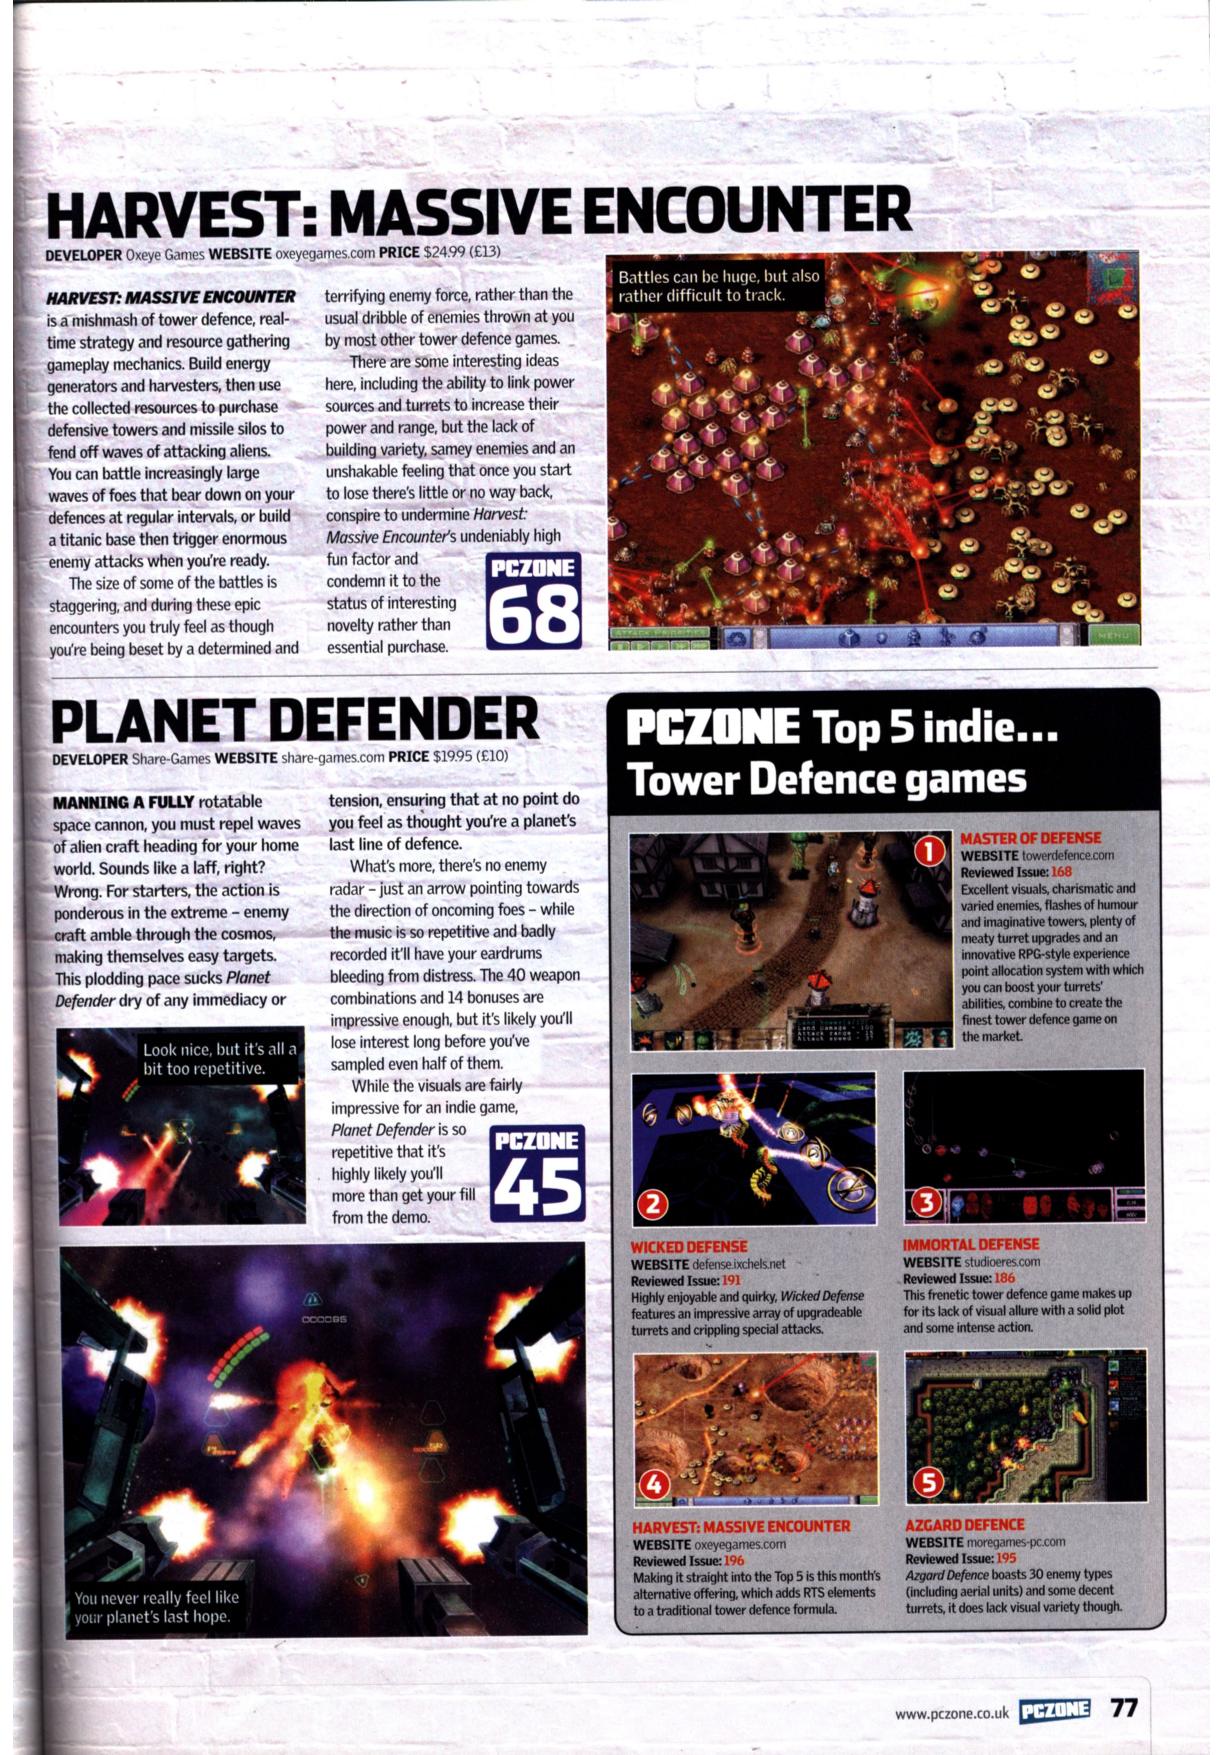 HARVEST: MASSIVE ENCOUNTER
DEVELOPER Oxeye Games WEBSITE oxeyegames.com PRICE $24.99 (£13)
HARVEST: MASSIVE ENCOUNTER
is a mishmash of tower defence, real-
time strategy and resource gathering
gameplay mechanics. Build energy
generators and harvesters, then use
the collected resources to purchase
defensive towers and missile silos to
fend off waves of attacking aliens.
You can battle increasingly large
waves of foes that bear down on your
defences at regular intervals, or build
a titanic base then trigger enormous
enemy attacks when you're ready.
The size of some of the battles is
staggering, and during these epic
encounters you truly feel as though
you're being beset by a determined and
terrifying enemy force, rather than the
usual dribble of enemies thrown at you
by most other tower defence games.
There are some interesting ideas
here, including the ability to link power
sources and turrets to increase their
power and range, but the lack of
building variety, samey enemies and an
unshakable feeling that once you start
to lose there's little or no way back,
conspire to undermine Harvest:
Massive Encounter's undeniably high
fun factor and
condemn it to the
status of interesting
novelty rather than
essential purchase.
PCZONE
68
Battles can be huge, but also
rather difficult to track.
ATTACK PRIORITIES
MENU
PLANET DEFENDER
DEVELOPER Share-Games WEBSITE share-games.com PRICE $19.95 (£10)
MANNING A FULLY rotatable
space cannon, you must repel waves
of alien craft heading for your home
world. Sounds like a laff, right?
Wrong. For starters, the action is
ponderous in the extreme – enemy
craft amble through the cosmos,
making themselves easy targets.
This plodding pace sucks Planet
Defender dry of any immediacy or
tension, ensuring that at no point do
you feel as thought you're a planet's
last line of defence.
What's more, there's no enemy
radar – just an arrow pointing towards
the direction of oncoming foes – while
the music is so repetitive and badly
recorded it'll have your eardrums
bleeding from distress. The 40 weapon
combinations and 14 bonuses are
impressive enough, but it's likely you'll
lose interest long before you've
sampled even half of them.
While the visuals are fairly
impressive for an indie game,
Planet Defender is so
repetitive that it's
highly likely you'll
more than get your fill
from the demo.
PCZONE
45
Look nice, but it's all a
bit too repetitive.
000085
You never really feel like
your planet's last hope.
PCZONE Top 5 indie...
Tower Defence games
1
Land Damage - 100
MASTER OF DEFENSE
WEBSITE towerdefence.com
Reviewed Issue: 168
Excellent visuals, charismatic and
varied enemies, flashes of humour
and imaginative towers, plenty of
meaty turret upgrades and an
innovative RPG-style experience
point allocation system with which
you can boost your turrets'
abilities, combine to create the
finest tower defence game on
the market.
2
WICKED DEFENSE
WEBSITE defense.ixchels.net
Reviewed Issue: 191
Highly enjoyable and quirky, Wicked Defense
features an impressive array of upgradeable
turrets and crippling special attacks.
3
IMMORTAL DEFENSE
WEBSITE studioeres.com
Reviewed Issue: 186
This frenetic tower defence game makes up
for its lack of visual allure with a solid plot
and some intense action.
4
HARVEST: MASSIVE ENCOUNTER
WEBSITE oxeyegames.com
Reviewed Issue: 196
Making it straight into the Top 5 is this month's
alternative offering, which adds RTS elements
to a traditional tower defence formula.
5
AZGARD DEFENCE
WEBSITE moregames-pc.com
Reviewed Issue: 195
Azgard Defence boasts 30 enemy types
(including aerial units) and some decent
turrets, it does lack visual variety though.
www.pczone.co.uk PCZONE 77